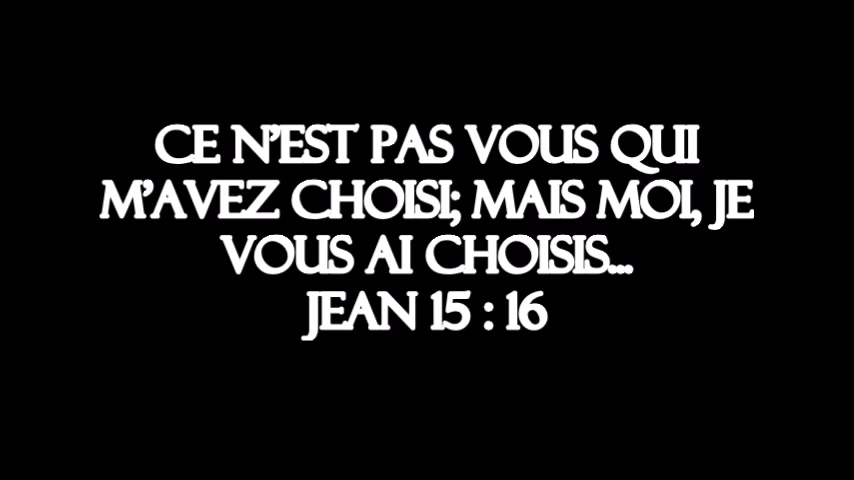 CE N'EST PAS VOUS QUI
M'AVEZ CHOISI; MAIS MOI, JE
VOUS AI CHOISIS...
JEAN 15 : 16